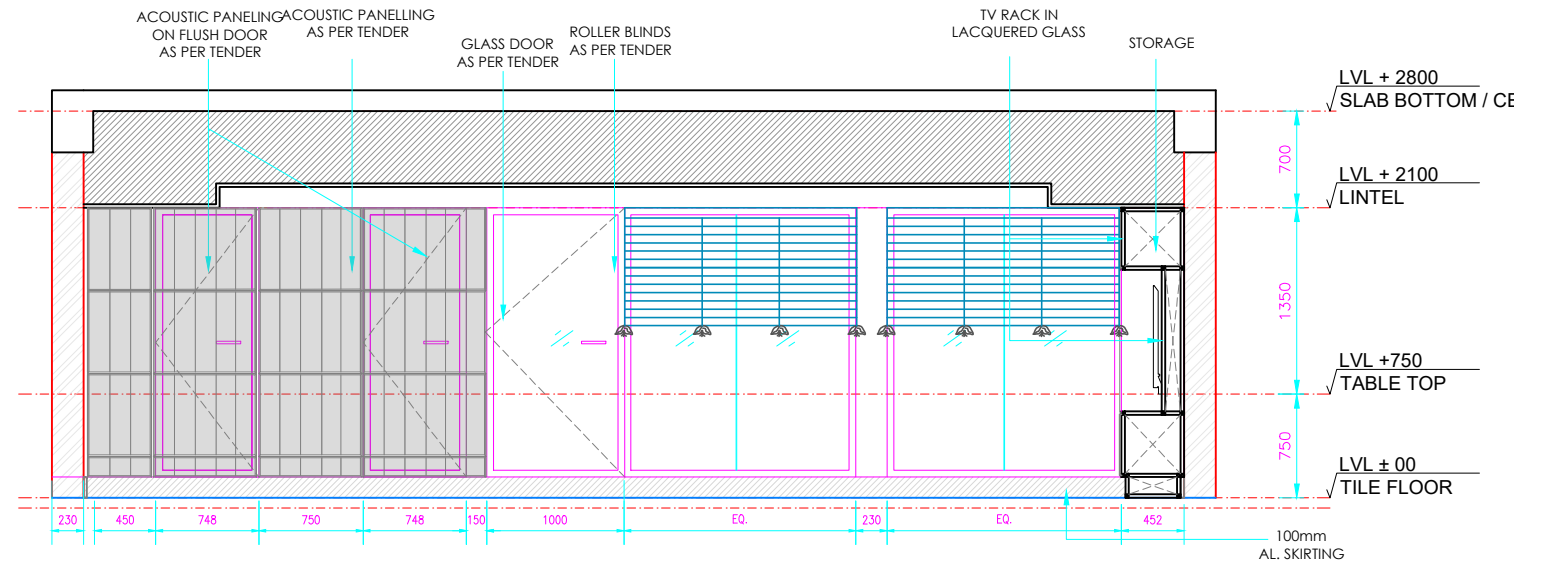 ACOUSTIC PANELING
ON FLUSH DOOR
AS PER TENDER
ACOUSTIC PANELLING
AS PER TENDER
GLASS DOOR
AS PER TENDER
ROLLER BLINDS
AS PER TENDER
TV RACK IN
LACQUERED GLASS
STORAGE
LVL + 2800
SLAB BOTTOM / CE
700
LVL + 2100
LINTEL
1350
LVL +750
TABLE TOP
750
LVL ± 00
TILE FLOOR
230
450
748
750
748
150
1000
EQ.
230
EQ.
452
100mm
AL. SKIRTING